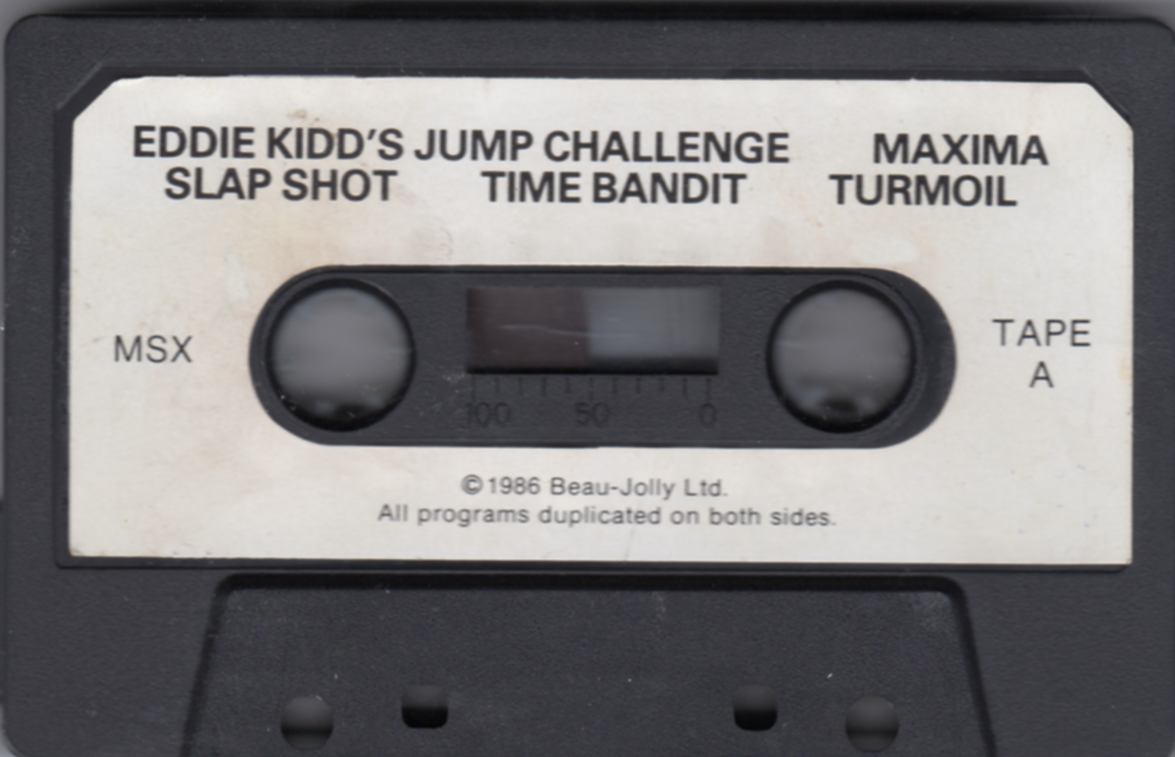 EDDIE KIDD'S JUMP CHALLENGE MAXIMA
SLAP SHOT TIME BANDIT TURMOIL
MSX
TAPE
A
100 50 0
©1986 Beau-Jolly Ltd.
All programs duplicated on both sides.